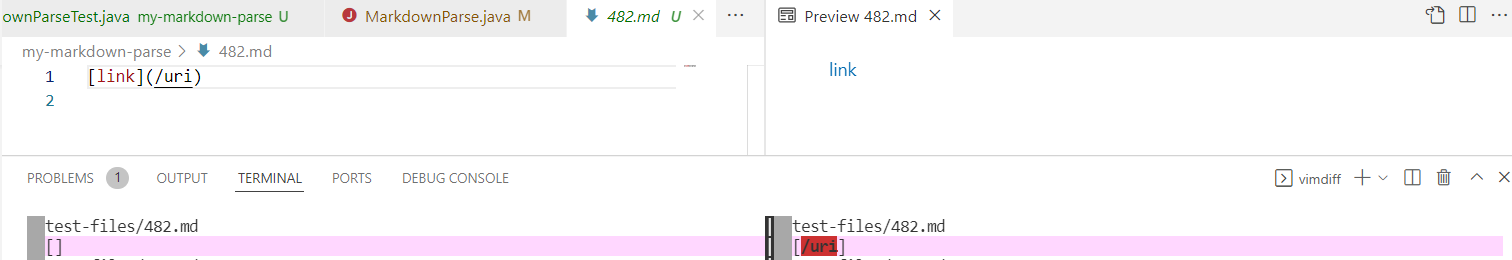 ownParseTest.java my-markdown-parse U
MarkdownParse.java M
482.md U
Preview 482.md
my-markdown-parse > 482.md
1 [link](/uri)
2
link
PROBLEMS 1 OUTPUT TERMINAL PORTS DEBUG CONSOLE
vimdiff
test-files/482.md
[]
test-files/482.md
[/uri]